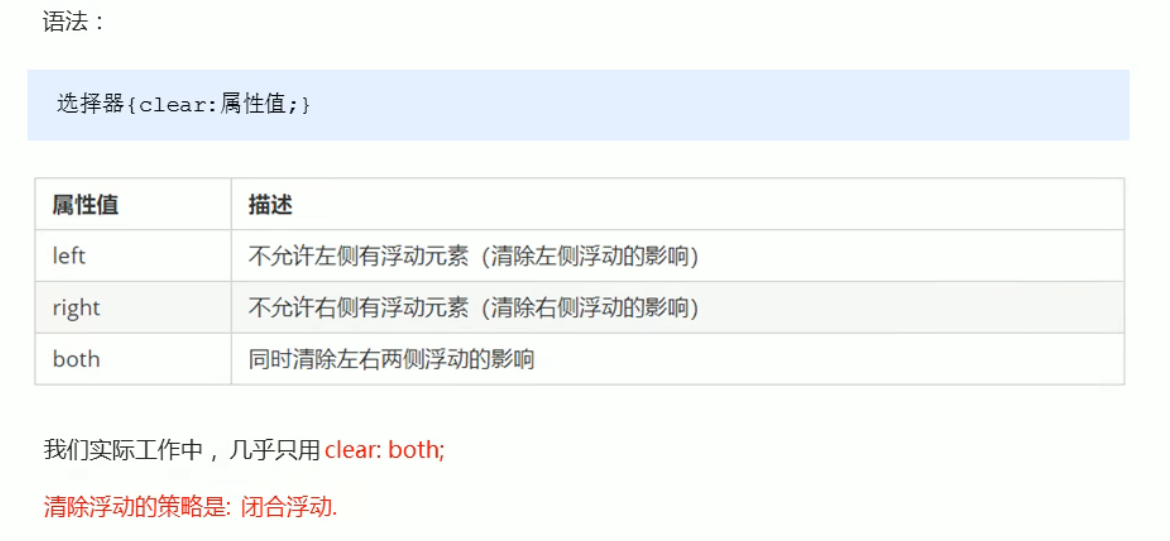 语法：
选择器{clear:属性值;}
属性值 描述
left 不允许左侧有浮动元素（清除左侧浮动的影响）
right 不允许右侧有浮动元素（清除右侧浮动的影响）
both 同时清除左右两侧浮动的影响
我们实际工作中，几乎只用 clear: both;
清除浮动的策略是: 闭合浮动.